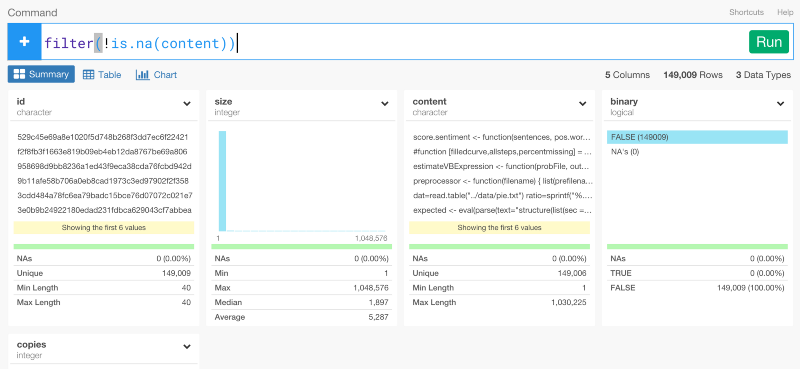 Command
Shortcuts Help
+ filter(!is.na(content))
Run
Summary Table Chart
5 Columns 149,009 Rows 3 Data Types
id
character
529c45e69a8e1020f5d748b268f3dd7ec6f22421
f2f8fb3f1663e819b09eb4eb12da8767be69a806
958698d9bb8236a1ed43f9eca38cda76fcbd942d
9b11afe58b706a0eb8cad1973c3ed97902f2f358
3cdd484a78fc6ea79badc15bce76d07072c021e7
3e0b9b24922180edad231fdbca629043cf7abbea
Showing the first 6 values
NAs 0 (0.00%)
Unique 149,009
Min Length 40
Max Length 40
size
integer
1 1,048,576
NAs 0 (0.00%)
Min 1
Max 1,048,576
Median 1,897
Average 5,287
content
character
score.sentiment <- function(sentences, pos.wor...
#function [filledcurve,allsteps,percentmissing] = ...
estimateVBExpression <- function(probFile, out...
preprocessor <- function(filename) { list(prefilena...
dat=read.table("../data/pie.txt") ratio=sprintf("%....
expected <- eval(parse(text="structure(list(sec =...
Showing the first 6 values
NAs 0 (0.00%)
Unique 149,006
Min Length 1
Max Length 1,030,225
binary
logical
FALSE (149009)
NA's (0)
NAs 0 (0.00%)
TRUE 0 (0.00%)
FALSE 149,009 (100.00%)
copies
integer